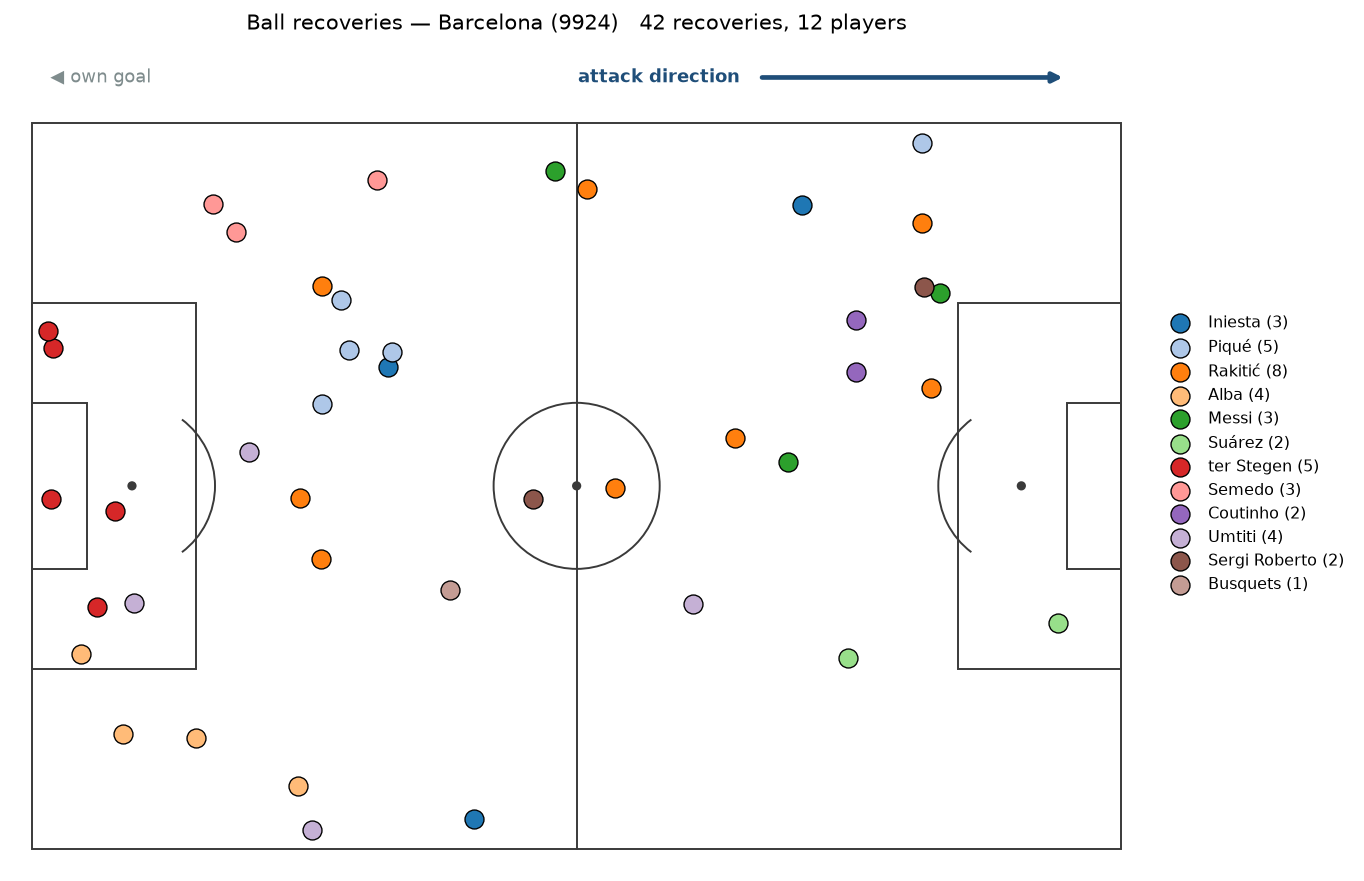 Ball recoveries — Barcelona (9924)   42 recoveries, 12 players
◄ own goal
attack direction
Iniesta (3)
Piqué (5)
Rakitić (8)
Alba (4)
Messi (3)
Suárez (2)
ter Stegen (5)
Semedo (3)
Coutinho (2)
Umtiti (4)
Sergi Roberto (2)
Busquets (1)